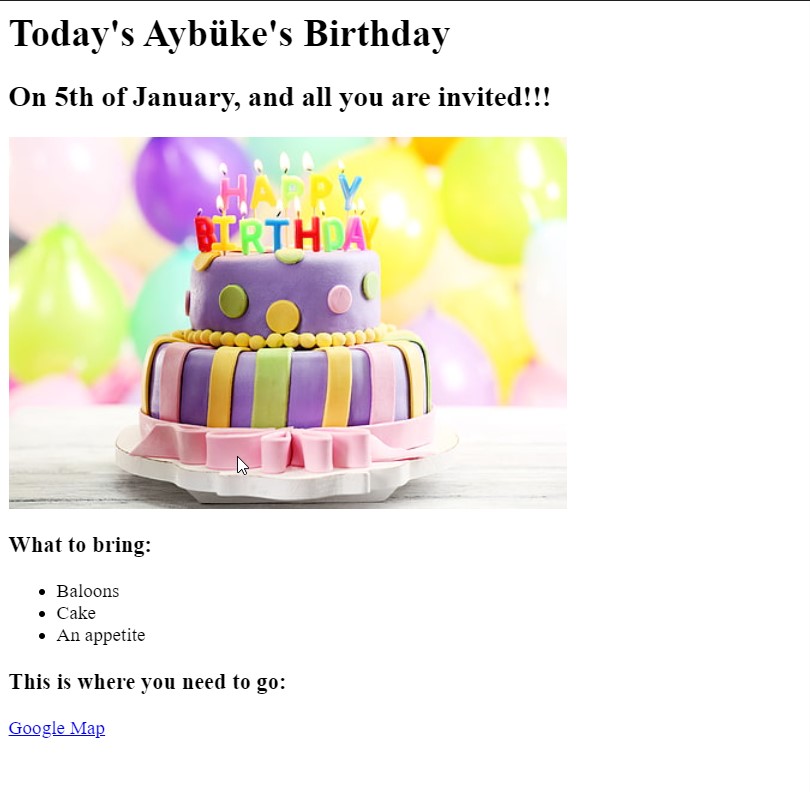 Today's Aybüke's Birthday
On 5th of January, and all you are invited!!!
HAPPY
BIRTHDAY
What to bring:
Baloons
Cake
An appetite
This is where you need to go:
Google Map